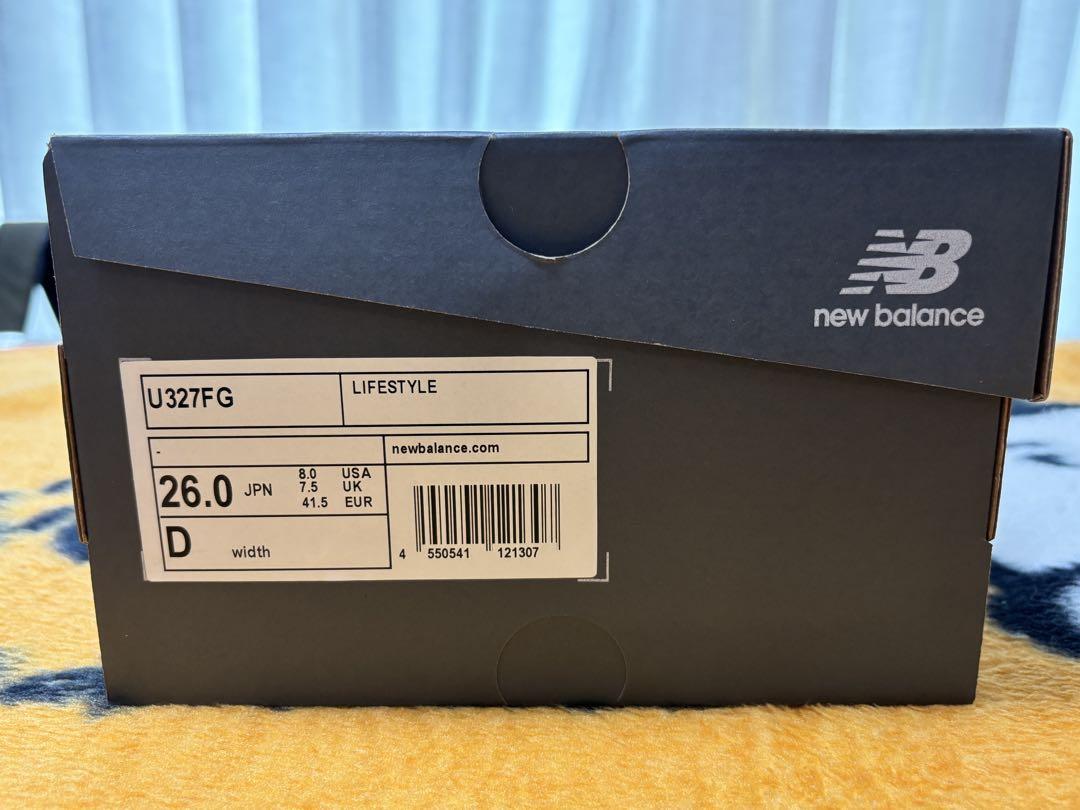 NB
new balance
U327FG
LIFESTYLE
-
newbalance.com
26.0 JPN
8.0 USA
7.5 UK
41.5 EUR
D width
4 550541 121307